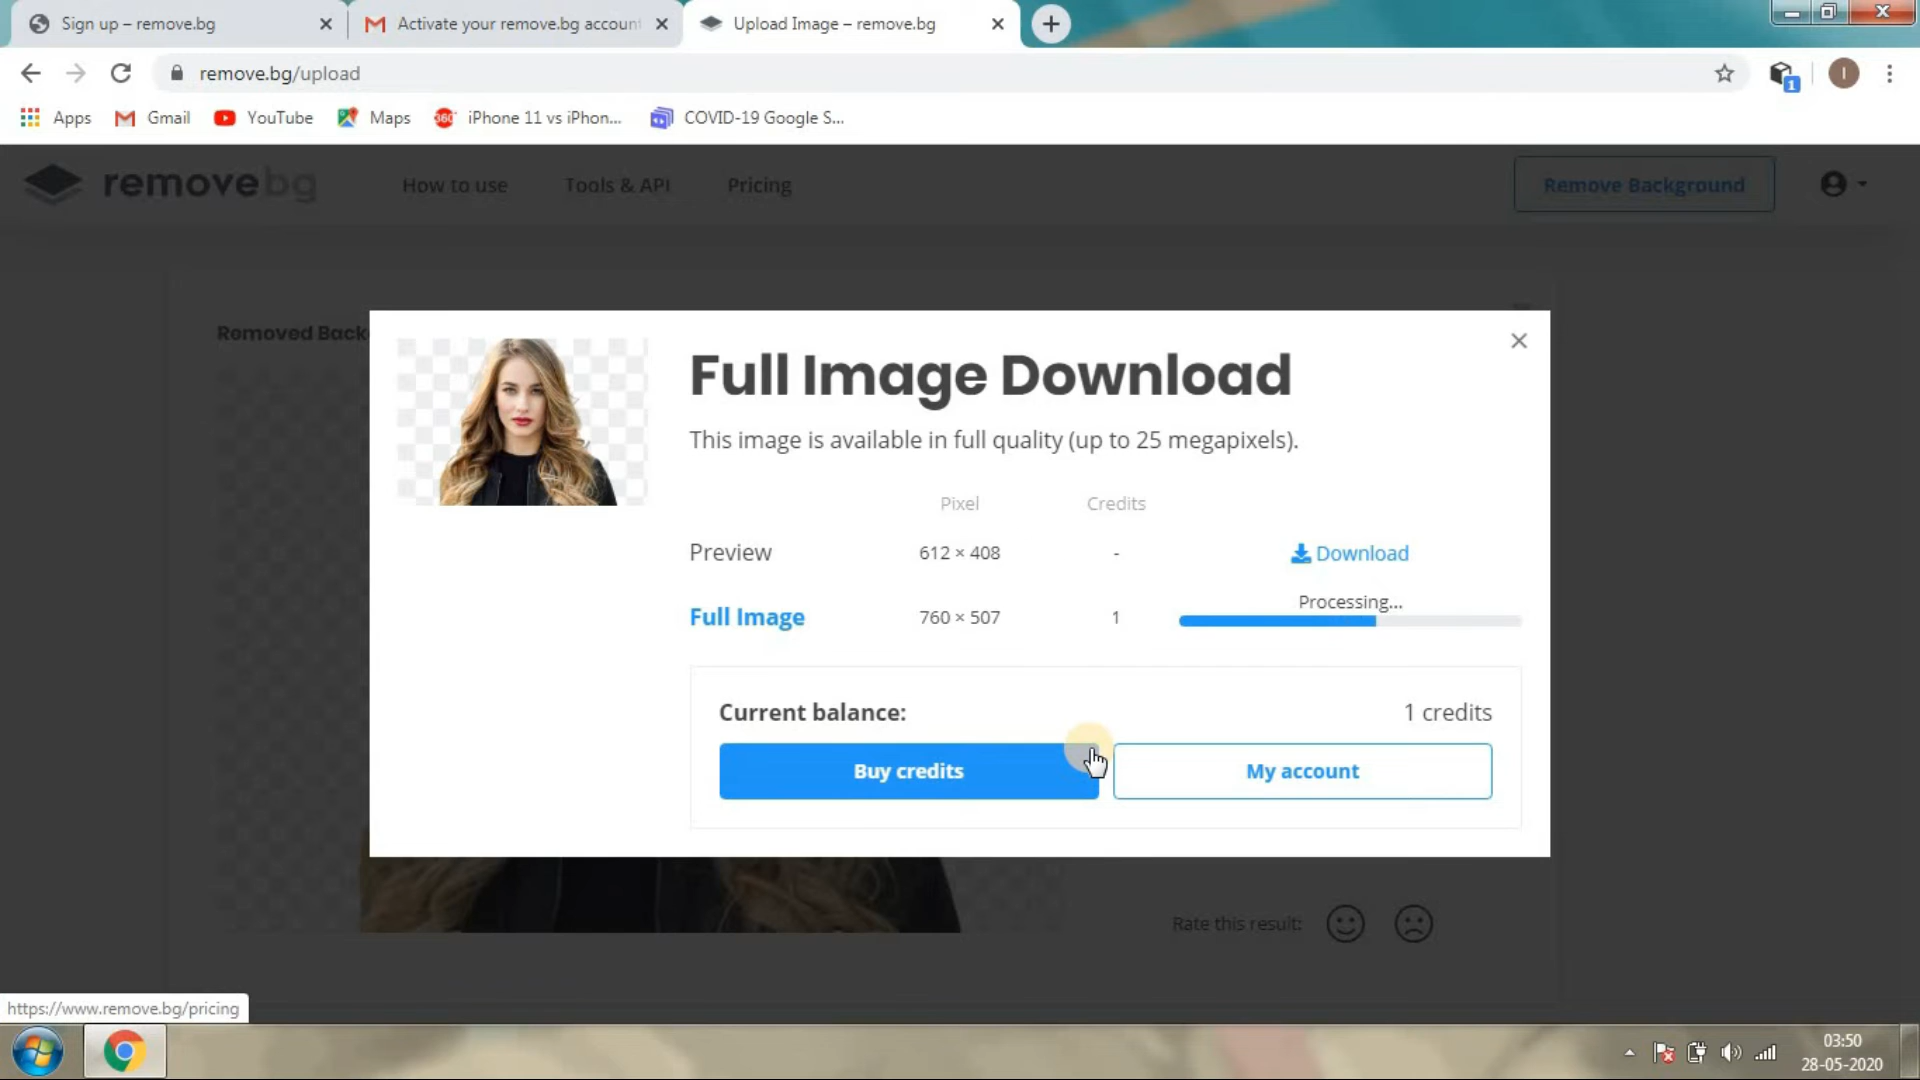 Sign up – remove.bg
Activate your remove.bg accoun
Upload Image – remove.bg
remove.bg/upload
1
I
Apps
Gmail
YouTube
Maps
360°
iPhone 11 vs iPhon...
COVID-19 Google S...
removebg
How to use
Tools & API
Pricing
Remove Background
Removed Back
Full Image Download
This image is available in full quality (up to 25 megapixels).
Pixel Credits
Preview 612 × 408 - Download
Processing...
Full Image 760 × 507 1
Current balance: 1 credits
Buy credits
My account
Rate this result:
https://www.remove.bg/pricing
03:50
28-05-2020